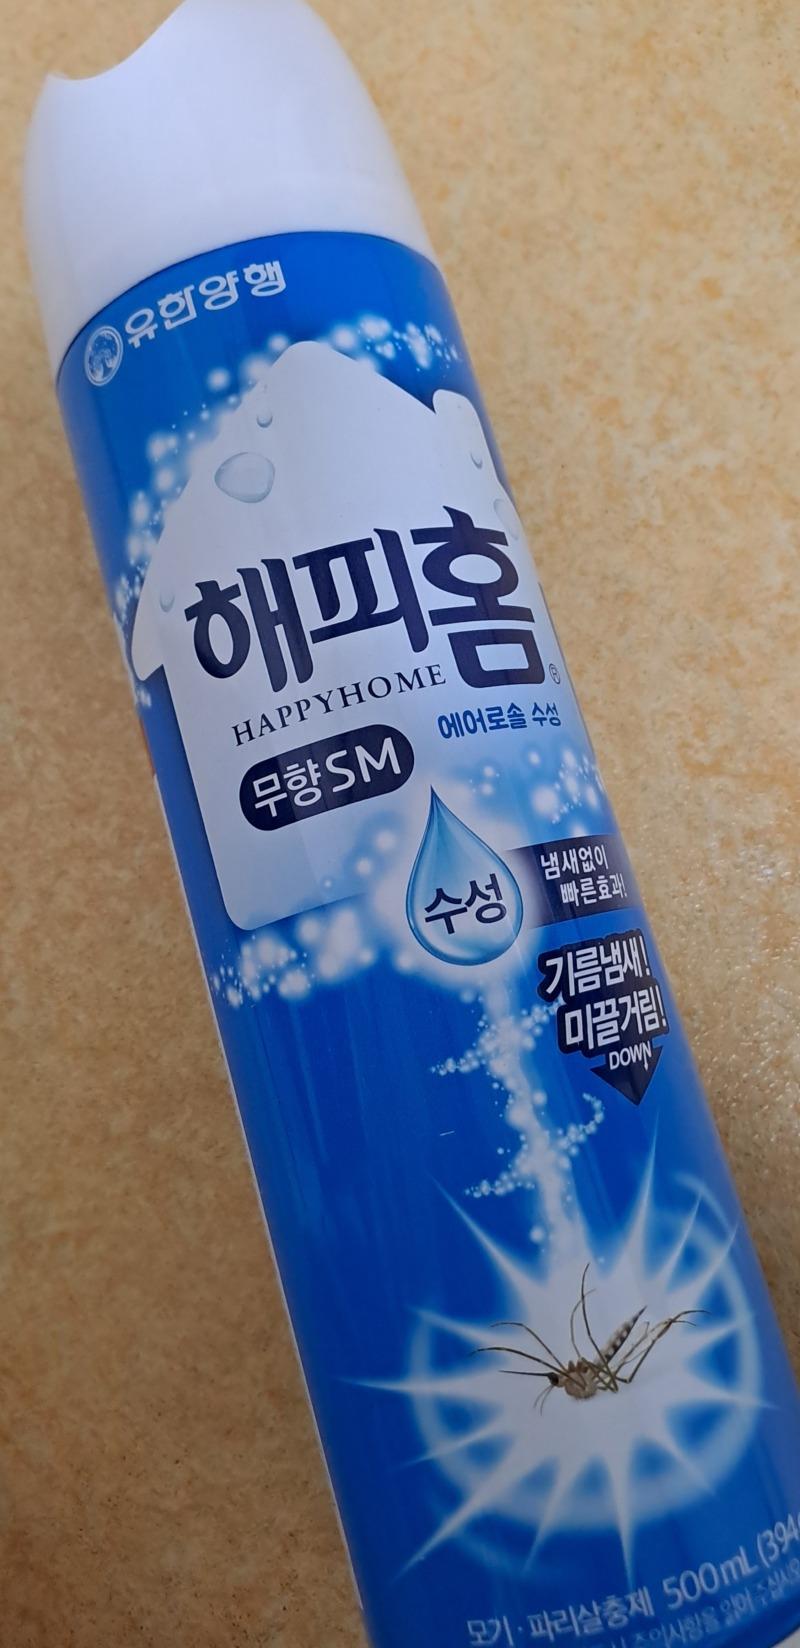 유한양행
해피홈®
HAPPYHOME
에어로솔 수성
무향SM
수성
냄새없이
빠른효과!
기름냄새!
미끌거림!
DOWN
모기·파리살충제 500mL (394